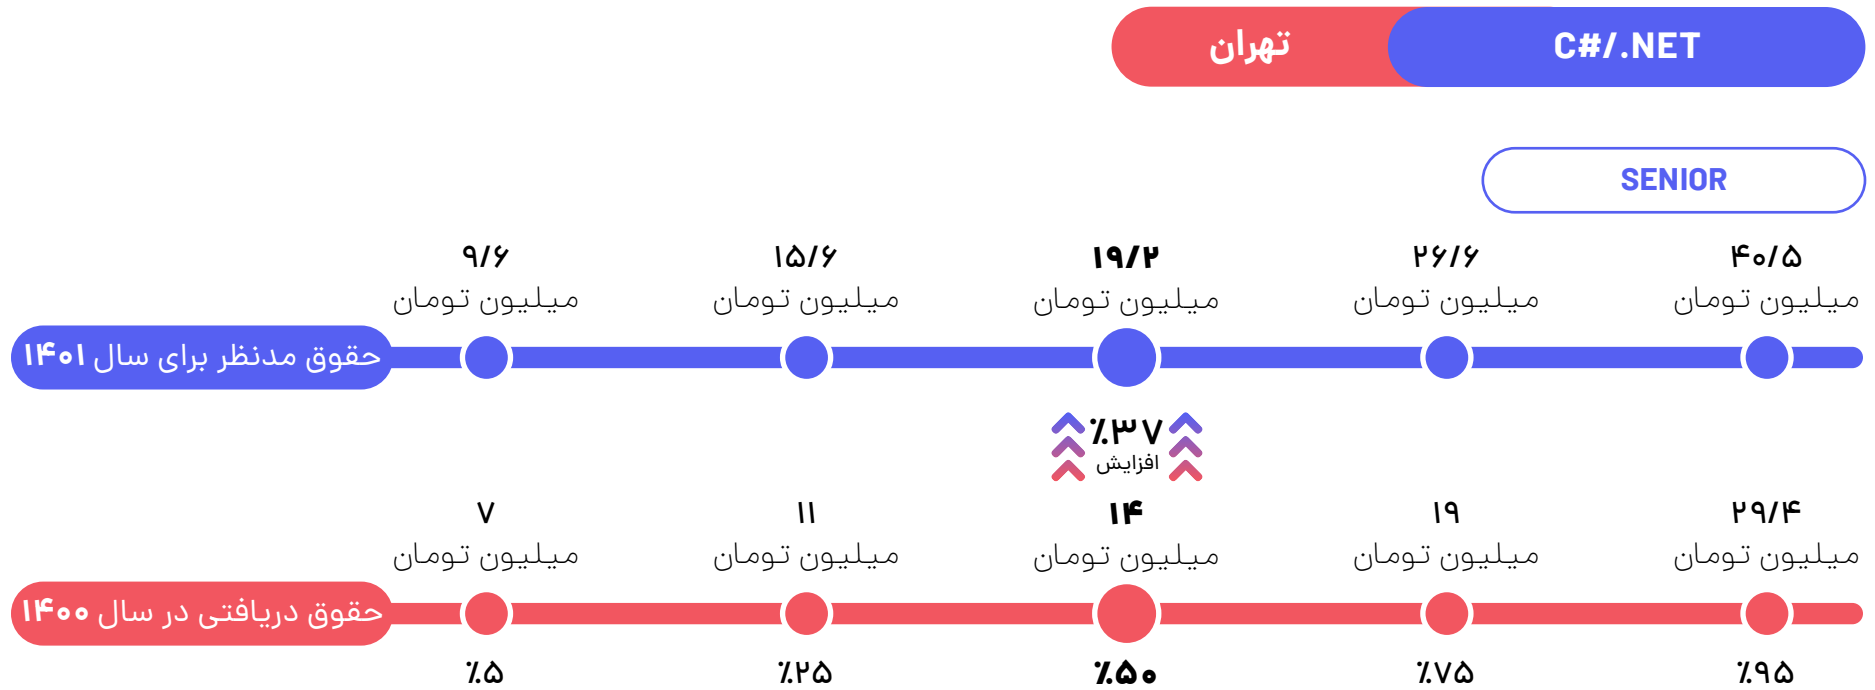 C#/.NET تهران
SENIOR
۴۰/۵ ۲۶/۶ ۱۹/۲ ۱۵/۶ ۹/۶
میلیون تومان میلیون تومان میلیون تومان میلیون تومان میلیون تومان
حقوق مدنظر برای سال ۱۴۰۱
٪۳۷
افزایش
۲۹/۴ ۱۹ ۱۴ ۱۱ ۷
میلیون تومان میلیون تومان میلیون تومان میلیون تومان میلیون تومان
حقوق دریافتی در سال ۱۴۰۰
٪۹۵ ٪۷۵ ٪۵۰ ٪۲۵ ٪۵